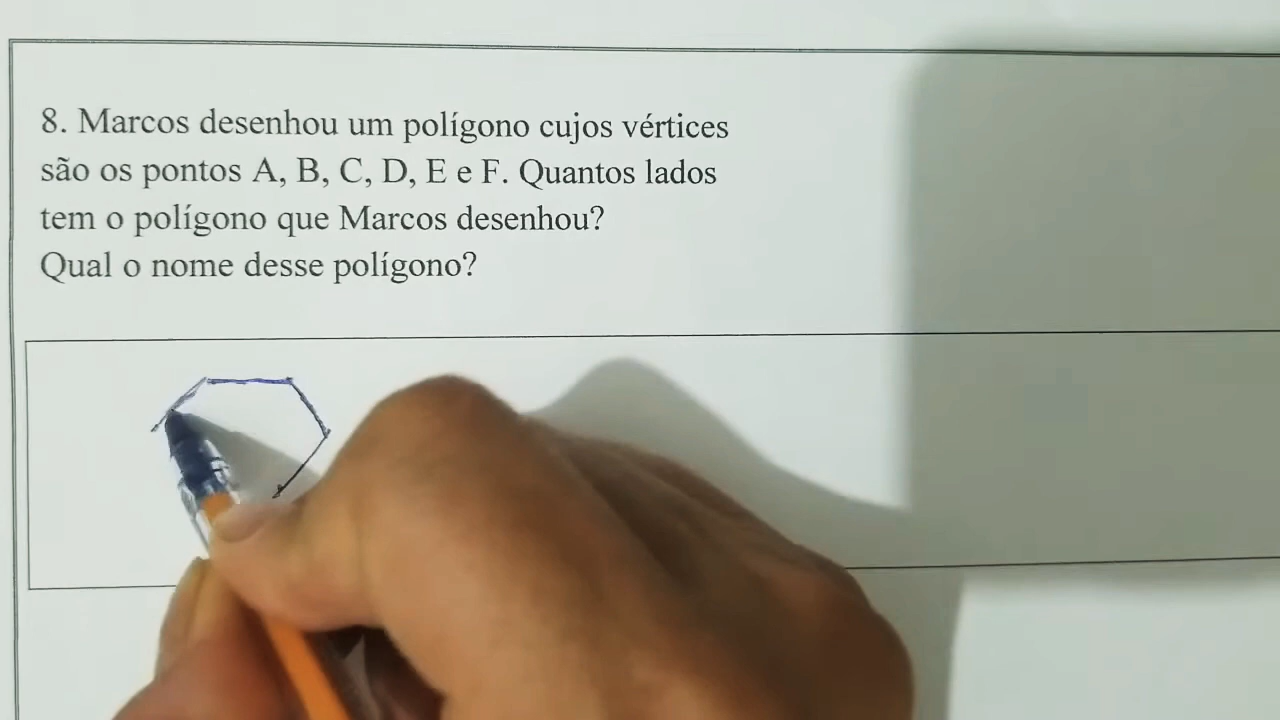 8. Marcos desenhou um polígono cujos vértices
são os pontos A, B, C, D, E e F. Quantos lados
tem o polígono que Marcos desenhou?
Qual o nome desse polígono?